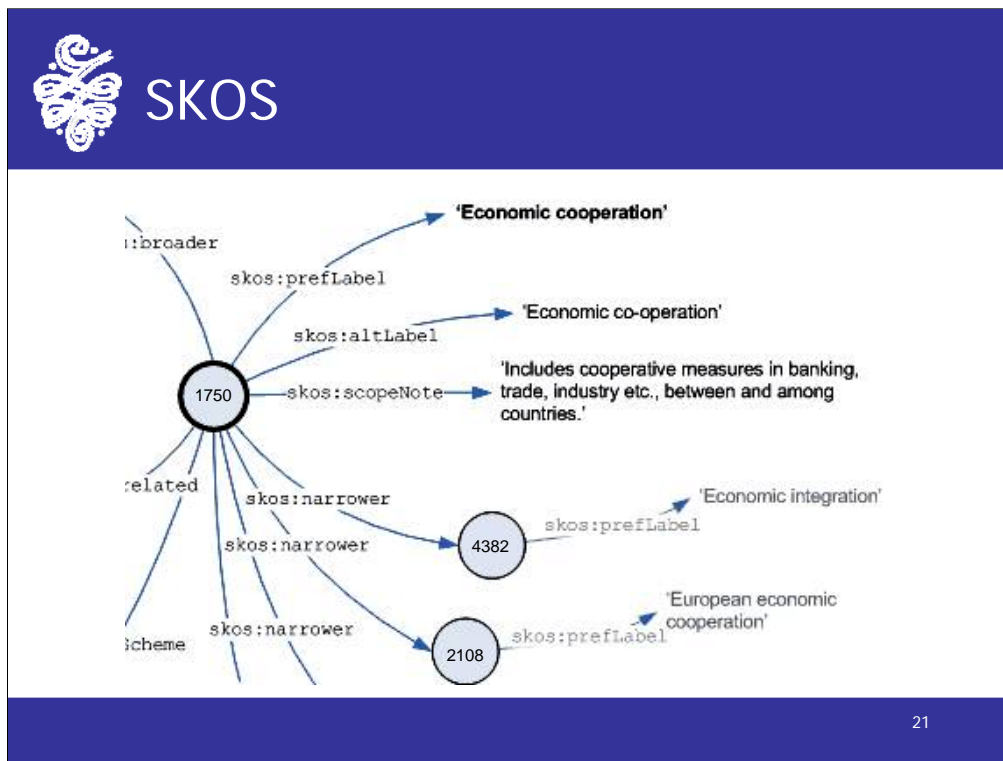 SKOS
'Economic cooperation'
s:broader
skos:prefLabel
'Economic co-operation'
skos:altLabel
'Includes cooperative measures in banking,
trade, industry etc., between and among
countries.'
1750
skos:scopeNote
related
skos:narrower
'Economic integration'
skos:prefLabel
4382
skos:narrower
'European economic
cooperation'
skos:narrower
skos:prefLabel
Scheme
2108
21